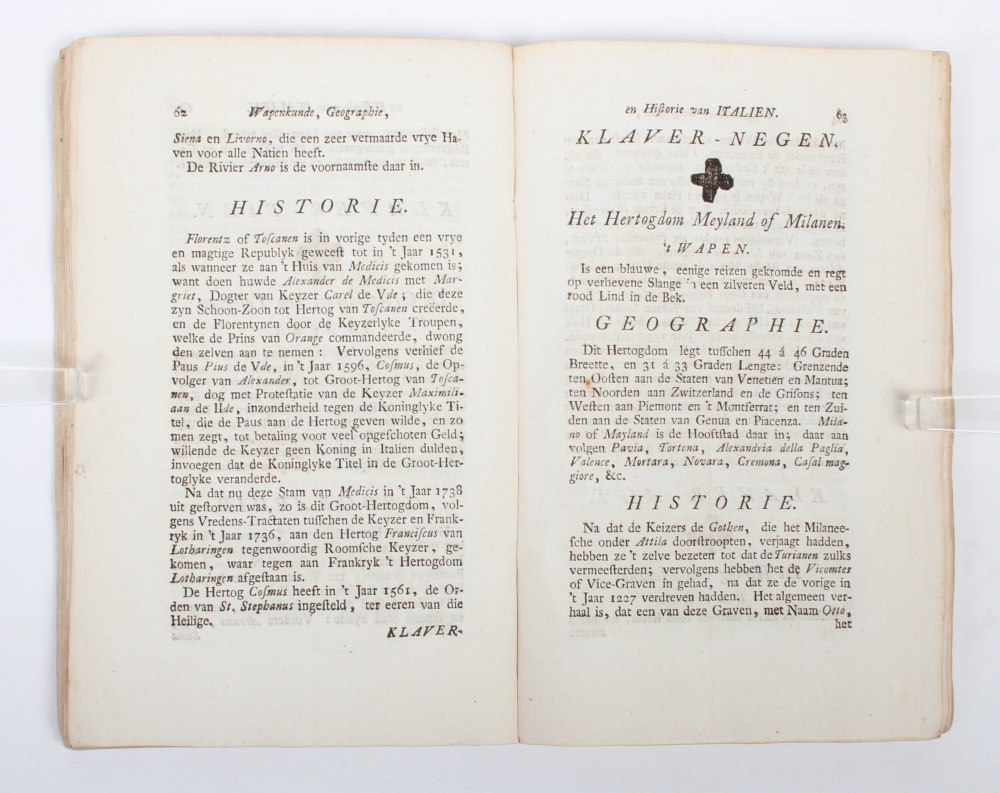 62 Wapenkunde, Geographie,
Siena en Livorno, die een zeer vermaarde vrye Ha-
ven voor alle Natien heeft.
De Rivier Arno is de voornaamste daar in.
HISTORIE.
Florentz of Toscanen is in vorige tyden een vrye
en magtige Republyk geweest tot in 't Jaar 1531,
als wanneer ze aan 't Huis van Medicis gekomen is;
want doen huwde Alexander de Medicis met Mar-
griet, Dogter van Keyzer Carel de Vde; die deze
zyn Schoon-Zoon tot Hertog van Toscanen creëerde,
en de Florentynen door de Keyzerlyke Troupen,
welke de Prins van Orange commandeerde, dwong
den zelven aan te nemen: Vervolgens verhief de
Paus Pius de Vde, in 't Jaar 1596, Cosmus, de Op-
volger van Alexander, tot Groot-Hertog van Tosca-
nen, dog met Protestatie van de Keyzer Maximili-
aan de IIde, inzonderheid tegen de Koninglyke Ti-
tel, die de Paus aan de Hertog geven wilde, en zo
men zegt, tot betaling voor veel opgeschoten Geld;
willende de Keyzer geen Koning in Italien dulden,
invoegen dat de Koninglyke Titel in de Groot-Her-
toglyke veranderde.
Na dat nu deze Stam van Medicis in 't Jaar 1738
uit gestorven was, zo is dit Groot-Hertogdom, vol-
gens Vredens-Tractaten tusschen de Keyzer en Frank-
ryk in 't Jaar 1736, aan den Hertog Franciscus van
Lotharingen tegenwoordig Roomsche Keyzer, ge-
komen, waar tegen aan Frankryk 't Hertogdom
Lotharingen afgestaan is.
De Hertog Cosmus heeft in 't Jaar 1561, de Or-
den van St. Stephanus ingesteld, ter eeren van die
Heilige.
KLAVER-
en Historie van ITALIEN. 63
KLAVER-NEGEN.
Het Hertogdom Meyland of Milanen.
't WAPEN.
Is een blauwe, eenige reizen gekromde en regt
op verhevene Slange in een zilveren Veld, met een
rood Lind in de Bek.
GEOGRAPHIE.
Dit Hertogdom legt tusschen 44 á 46 Graden
Breette, en 31 á 33 Graden Lengte: Grenzende
ten Oosten aan de Staten van Venetien en Mantua;
ten Noorden aan Zwitzerland en de Grisons; ten
Westen aan Piemont en 't Montserrat; en ten Zui-
den aan de Staten van Genua en Piacenza. Mila-
no of Mayland is de Hooftstad daar in; daar aan
volgen Pavia, Tortona, Alexandria della Paglia,
Valence, Mortara, Novara, Cremona, Casal mag-
giore, &c.
HISTORIE.
Na dat de Keizers de Gothen, die het Milanee-
sche onder Attila doorstroopten, verjaagt hadden,
hebben ze 't zelve bezeten tot dat de Turianen zulks
vermeesterden; vervolgens hebben het de Vicomtes
of Vice-Graven in gehad, na dat ze de vorige in
't Jaar 1227 verdreven hadden. Het algemeen ver-
haal is, dat een van deze Graven, met Naam Otto,
het